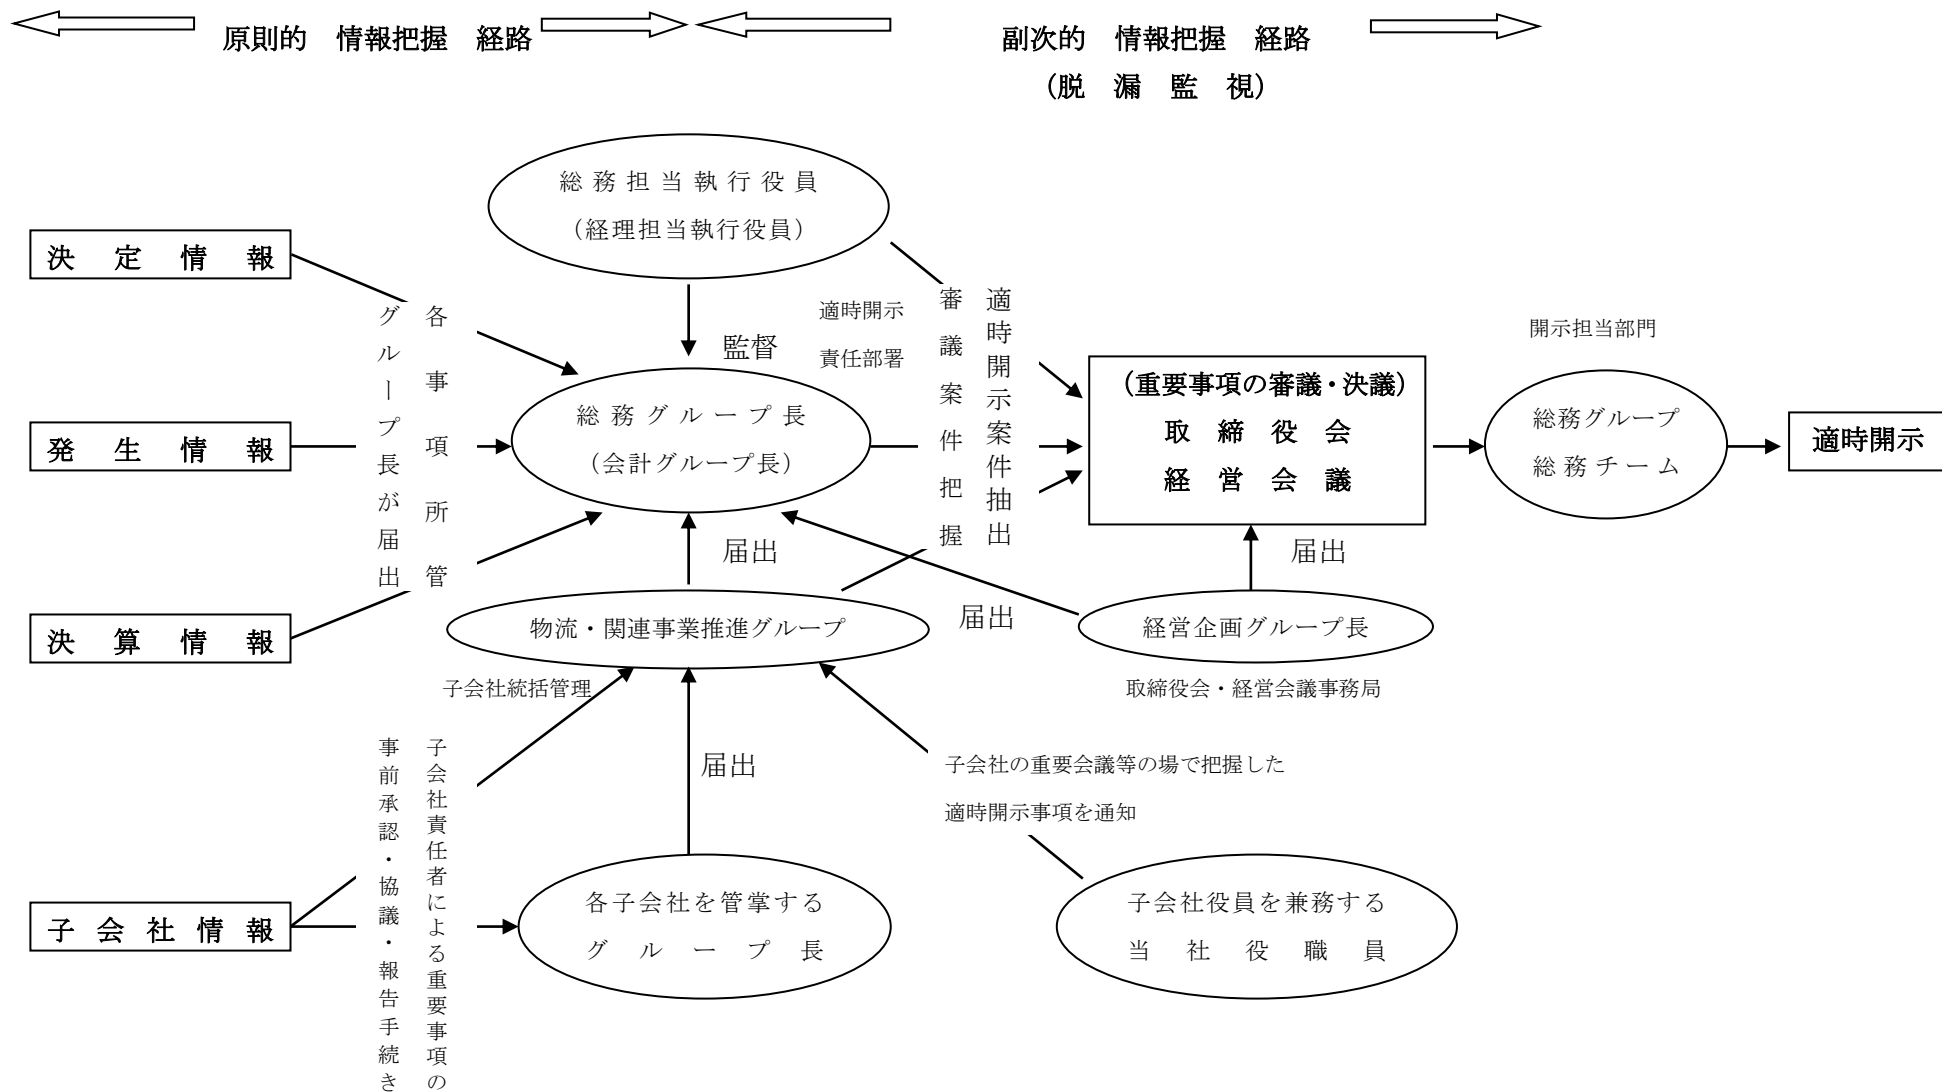 原則的　情報把握　経路
副次的　情報把握　経路
（脱　漏　監　視）
総務担当執行役員
（経理担当執行役員）
決定情報
各事項所管
グループ長が届出
監督
適時開示
責任部署
適時開示案件抽出
審議案件把握
開示担当部門
総務グループ長
（会計グループ長）
発生情報
（重要事項の審議・決議）
取締役会
経営会議
総務グループ
総務チーム
適時開示
届出
届出
届出
決算情報
物流・関連事業推進グループ
経営企画グループ長
子会社統括管理
取締役会・経営会議事務局
子会社責任者による重要事項の
事前承認・協議・報告手続き
届出
子会社の重要会議等の場で把握した
適時開示事項を通知
子会社情報
各子会社を管掌する
グループ長
子会社役員を兼務する
当社役職員